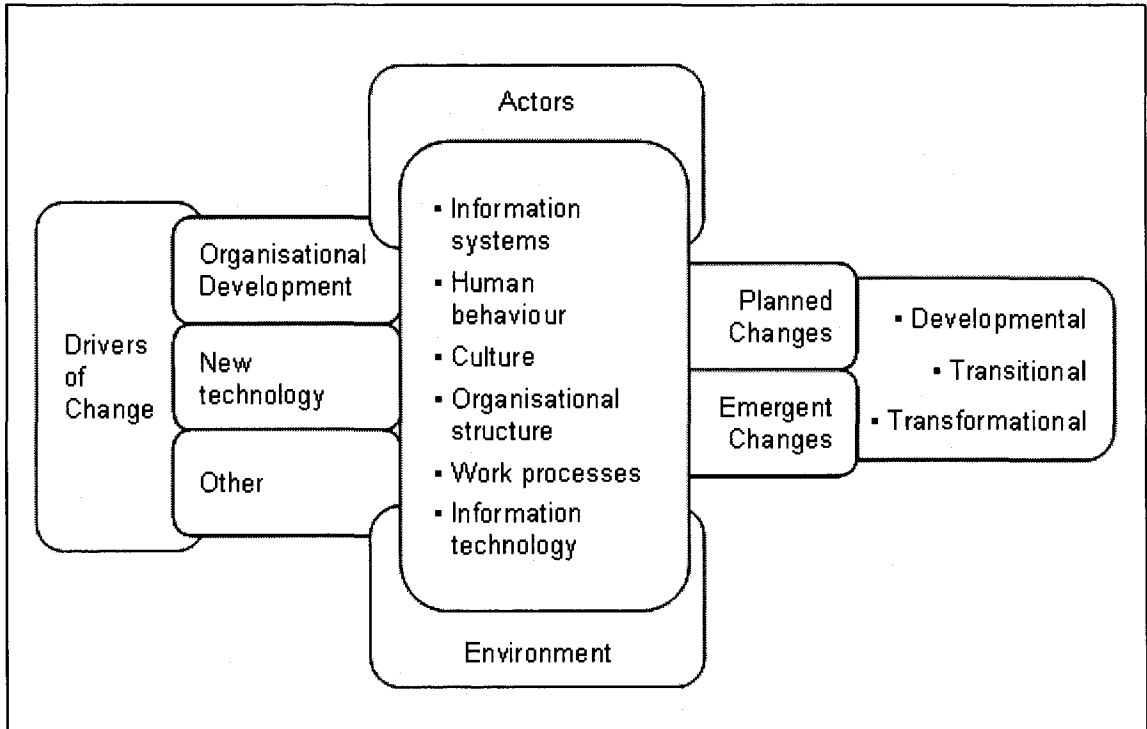 Actors
Drivers
of
Change
Organisational
Development
New
technology
Other
▪ Information
systems
▪ Human
behaviour
▪ Culture
▪ Organisational
structure
▪ Work processes
▪ Information
technology
Environment
Planned
Changes
Emergent
Changes
▪ Developmental
▪ Transitional
▪ Transformational